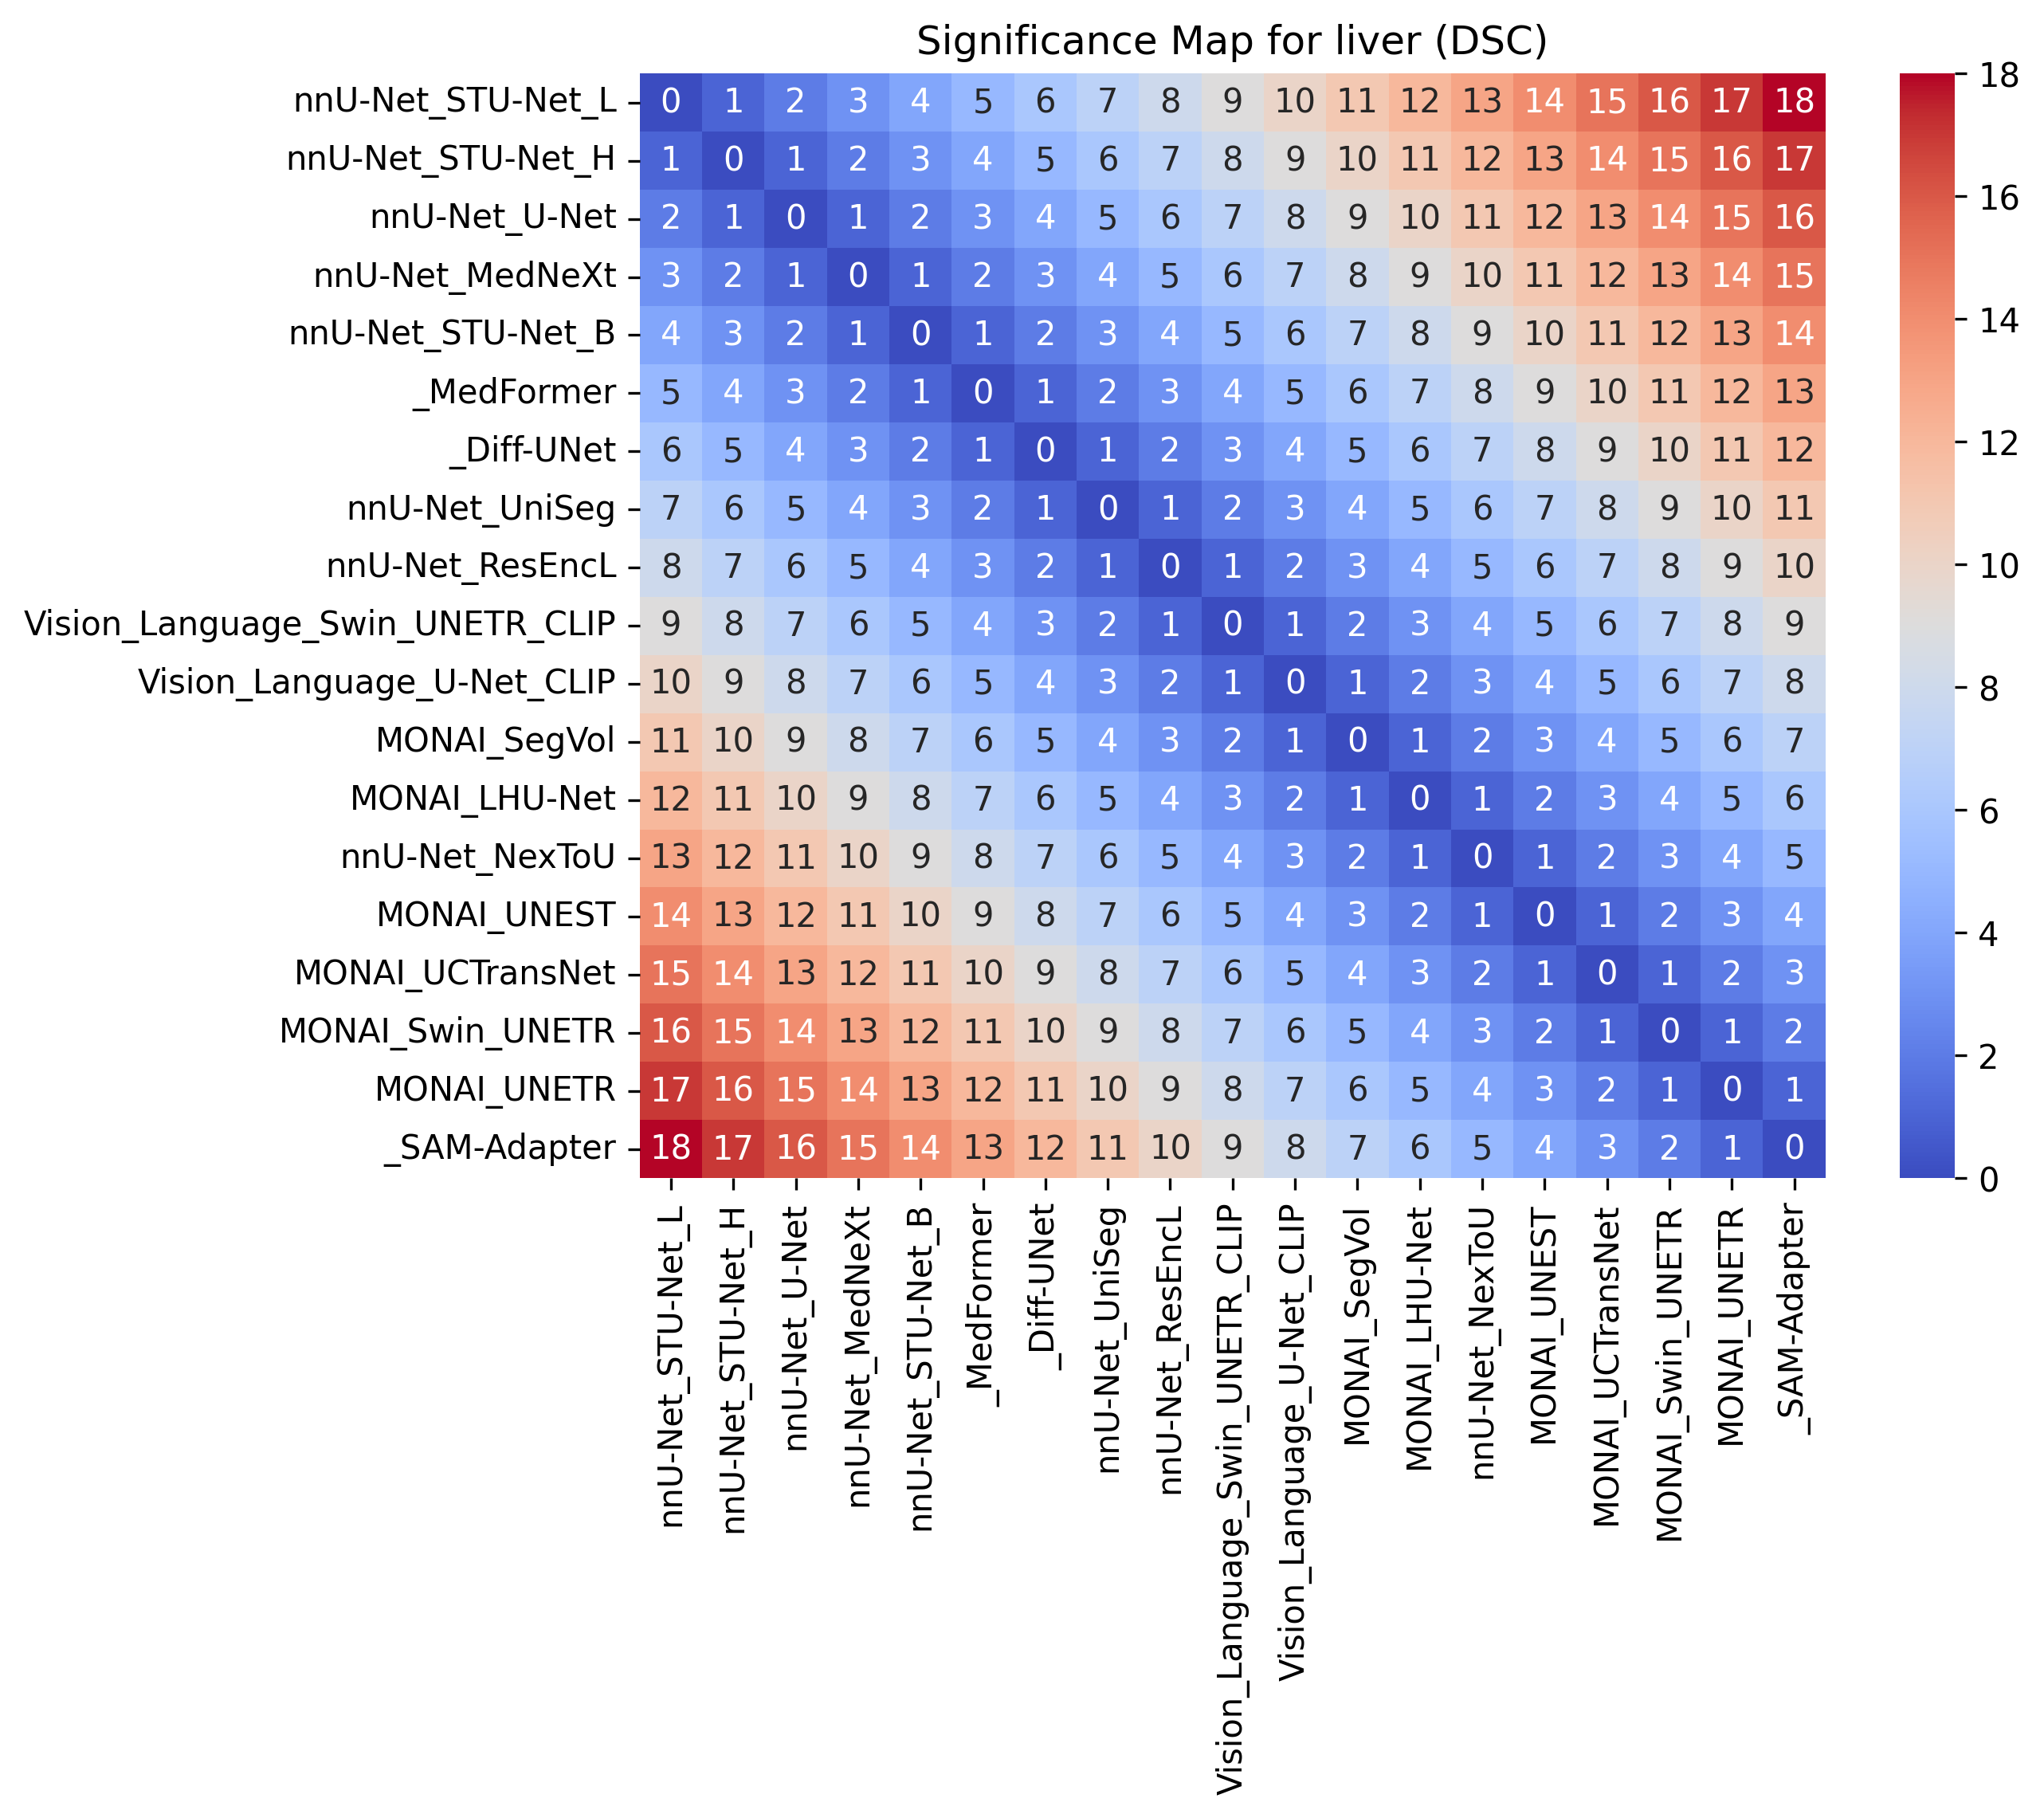 Significance Map for liver (DSC)
nnU-Net_STU-Net_L 0 1 2 3 4 5 6 7 8 9 10 11 12 13 14 15 16 17 18
nnU-Net_STU-Net_H 1 0 1 2 3 4 5 6 7 8 9 10 11 12 13 14 15 16 17
nnU-Net_U-Net 2 1 0 1 2 3 4 5 6 7 8 9 10 11 12 13 14 15 16
nnU-Net_MedNeXt 3 2 1 0 1 2 3 4 5 6 7 8 9 10 11 12 13 14 15
nnU-Net_STU-Net_B 4 3 2 1 0 1 2 3 4 5 6 7 8 9 10 11 12 13 14
_MedFormer 5 4 3 2 1 0 1 2 3 4 5 6 7 8 9 10 11 12 13
_Diff-UNet 6 5 4 3 2 1 0 1 2 3 4 5 6 7 8 9 10 11 12
nnU-Net_UniSeg 7 6 5 4 3 2 1 0 1 2 3 4 5 6 7 8 9 10 11
nnU-Net_ResEncL 8 7 6 5 4 3 2 1 0 1 2 3 4 5 6 7 8 9 10
Vision_Language_Swin_UNETR_CLIP 9 8 7 6 5 4 3 2 1 0 1 2 3 4 5 6 7 8 9
Vision_Language_U-Net_CLIP 10 9 8 7 6 5 4 3 2 1 0 1 2 3 4 5 6 7 8
MONAI_SegVol 11 10 9 8 7 6 5 4 3 2 1 0 1 2 3 4 5 6 7
MONAI_LHU-Net 12 11 10 9 8 7 6 5 4 3 2 1 0 1 2 3 4 5 6
nnU-Net_NexToU 13 12 11 10 9 8 7 6 5 4 3 2 1 0 1 2 3 4 5
MONAI_UNEST 14 13 12 11 10 9 8 7 6 5 4 3 2 1 0 1 2 3 4
MONAI_UCTransNet 15 14 13 12 11 10 9 8 7 6 5 4 3 2 1 0 1 2 3
MONAI_Swin_UNETR 16 15 14 13 12 11 10 9 8 7 6 5 4 3 2 1 0 1 2
MONAI_UNETR 17 16 15 14 13 12 11 10 9 8 7 6 5 4 3 2 1 0 1
_SAM-Adapter 18 17 16 15 14 13 12 11 10 9 8 7 6 5 4 3 2 1 0
nnU-Net_STU-Net_L
nnU-Net_STU-Net_H
nnU-Net_U-Net
nnU-Net_MedNeXt
nnU-Net_STU-Net_B
_MedFormer
_Diff-UNet
nnU-Net_UniSeg
nnU-Net_ResEncL
Vision_Language_Swin_UNETR_CLIP
Vision_Language_U-Net_CLIP
MONAI_SegVol
MONAI_LHU-Net
nnU-Net_NexToU
MONAI_UNEST
MONAI_UCTransNet
MONAI_Swin_UNETR
MONAI_UNETR
_SAM-Adapter
18
16
14
12
10
8
6
4
2
0